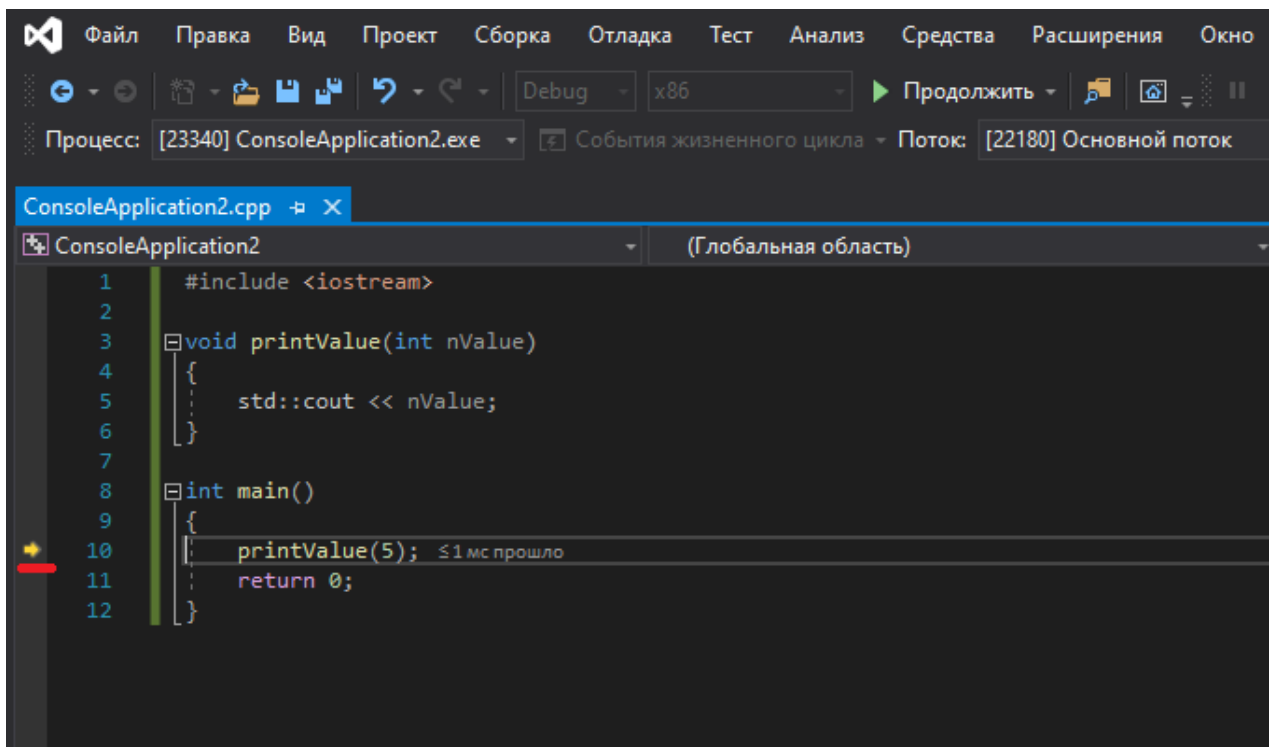 Файл Правка Вид Проект Сборка Отладка Тест Анализ Средства Расширения Окно
Debug x86 Продолжить
Процесс: [23340] ConsoleApplication2.exe События жизненного цикла Поток: [22180] Основной поток
ConsoleApplication2.cpp
ConsoleApplication2 (Глобальная область)
1 #include <iostream>
2
3 void printValue(int nValue)
4 {
5 std::cout << nValue;
6 }
7
8 int main()
9 {
10 printValue(5); ≤1 мс прошло
11 return 0;
12 }